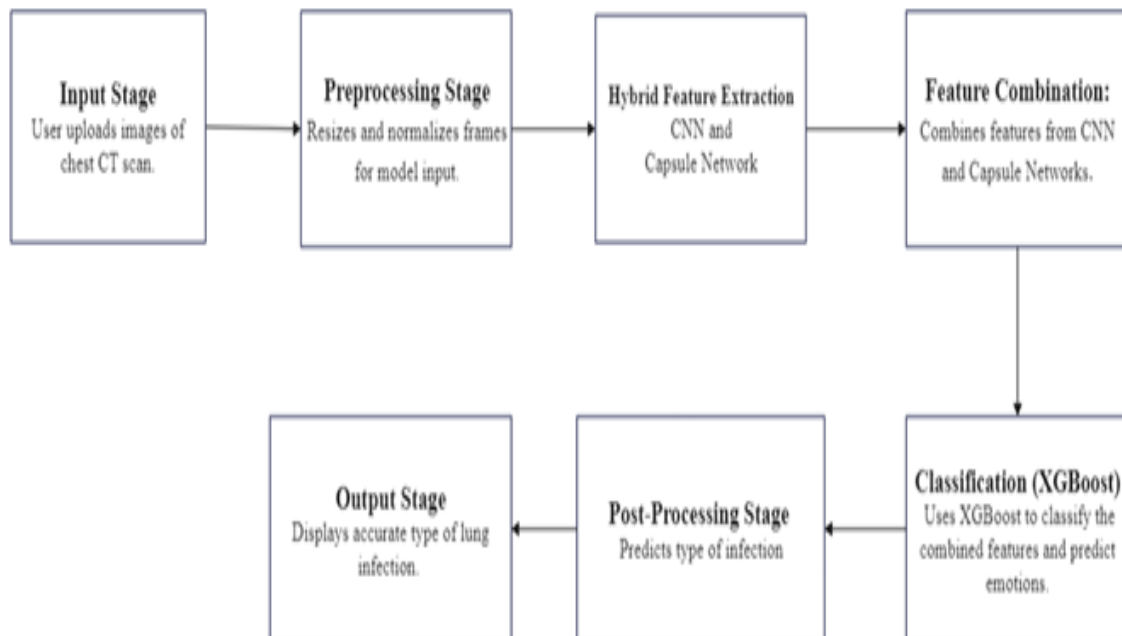 Input Stage
User uploads images of
chest CT scan.
Preprocessing Stage
Resizes and normalizes frames
for model input.
Hybrid Feature Extraction
CNN and
Capsule Network
Feature Combination:
Combines features from CNN
and Capsule Networks.
Classification (XGBoost)
Uses XGBoost to classify the
combined features and predict
emotions.
Post-Processing Stage
Predicts type of infection
Output Stage
Displays accurate type of lung
infection.